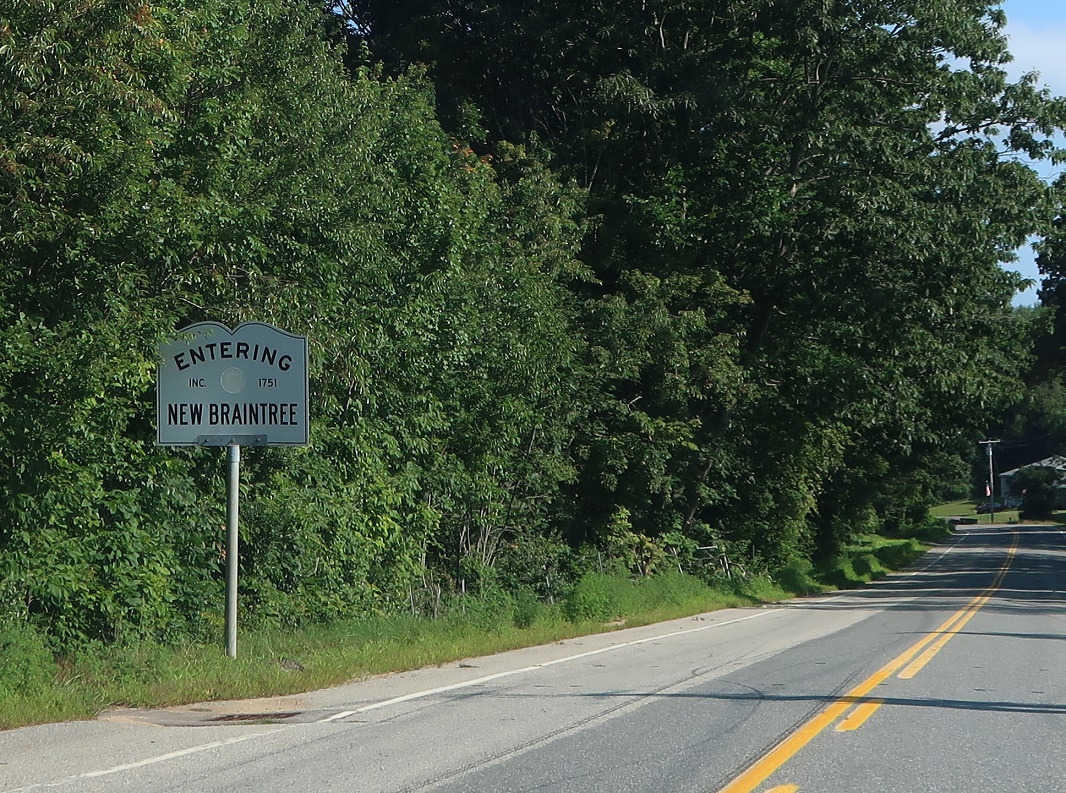 ENTERING
INC. 1751
NEW BRAINTREE